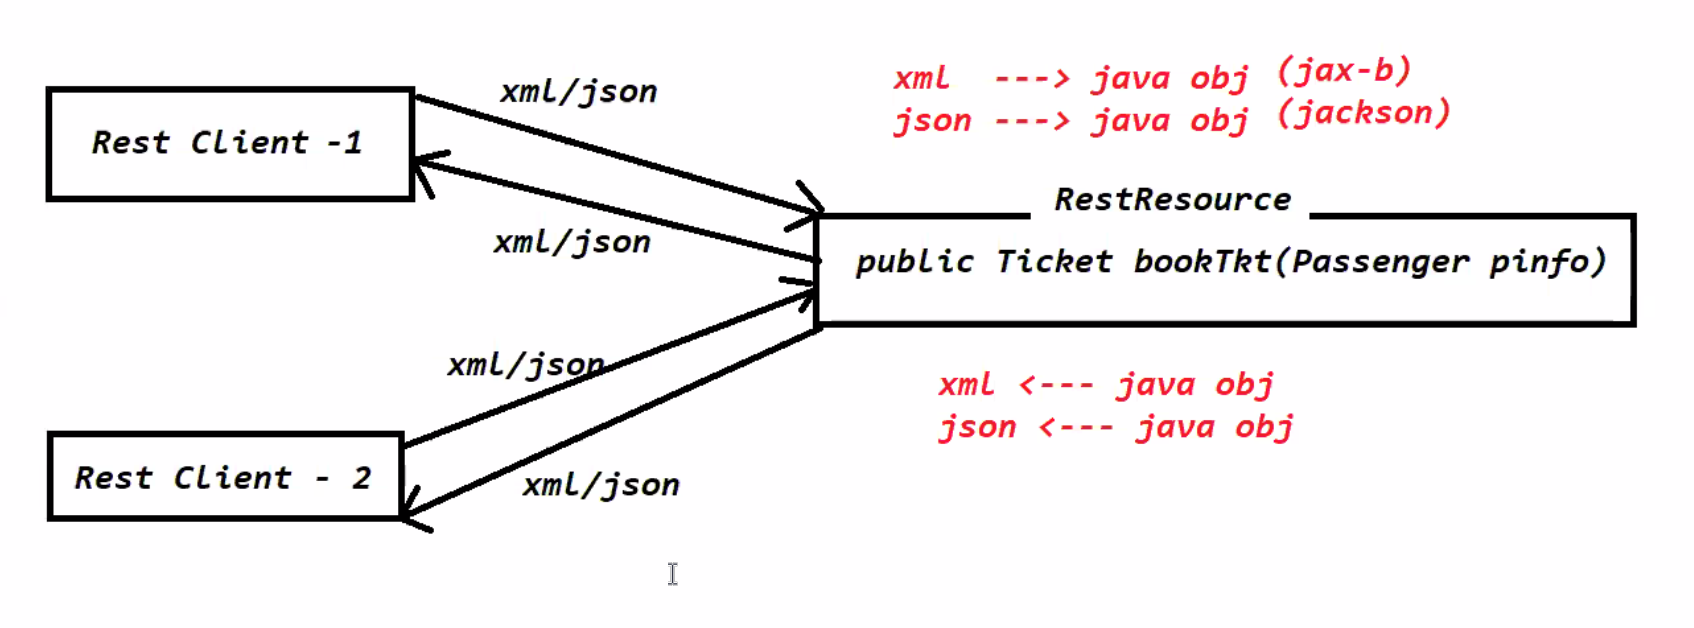 xml/json
xml ---> java obj (jax-b)
json ---> java obj (jackson)
Rest Client -1
RestResource
xml/json
public Ticket bookTkt(Passenger pinfo)
xml/json
xml <--- java obj
json <--- java obj
Rest Client - 2
xml/json